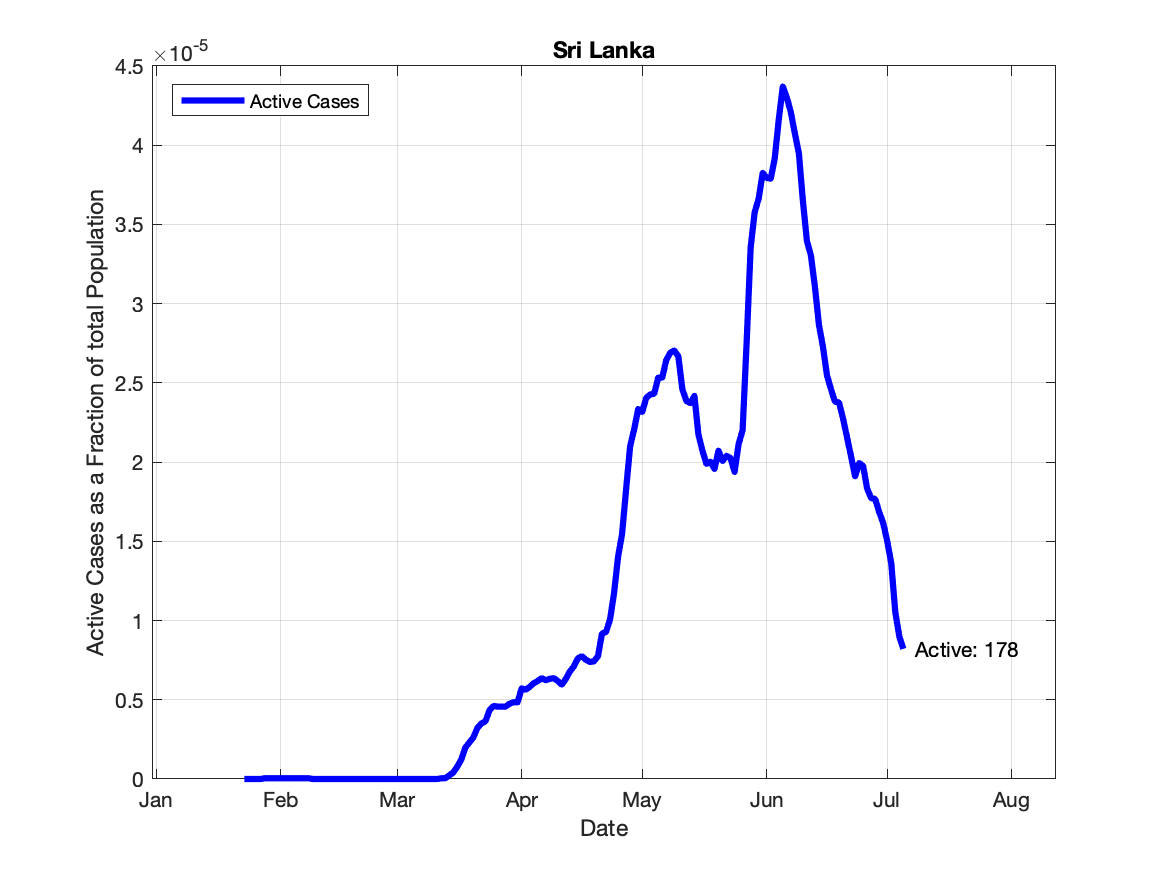 Sri Lanka
×10-5
4.5
4
3.5
3
2.5
2
1.5
1
0.5
0
Active Cases as a Fraction of total Population
Active Cases
Active: 178
Jan Feb Mar Apr May Jun Jul Aug
Date